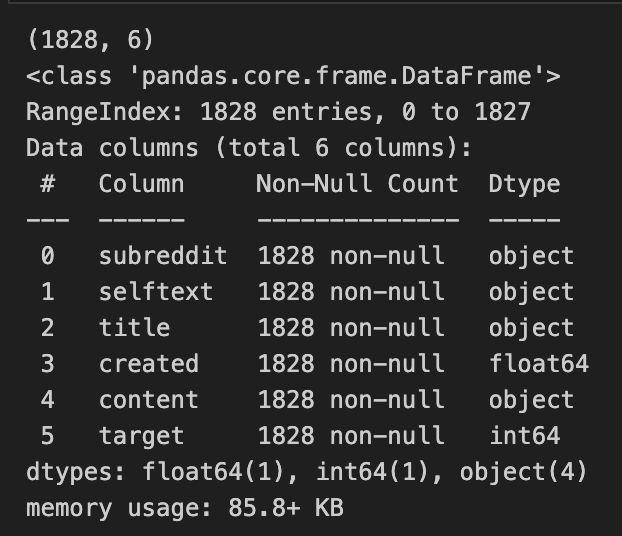 (1828, 6)
<class 'pandas.core.frame.DataFrame'>
RangeIndex: 1828 entries, 0 to 1827
Data columns (total 6 columns):
 #   Column     Non-Null Count  Dtype
---  ------     --------------  -----
 0   subreddit  1828 non-null   object
 1   selftext   1828 non-null   object
 2   title      1828 non-null   object
 3   created    1828 non-null   float64
 4   content    1828 non-null   object
 5   target     1828 non-null   int64
dtypes: float64(1), int64(1), object(4)
memory usage: 85.8+ KB